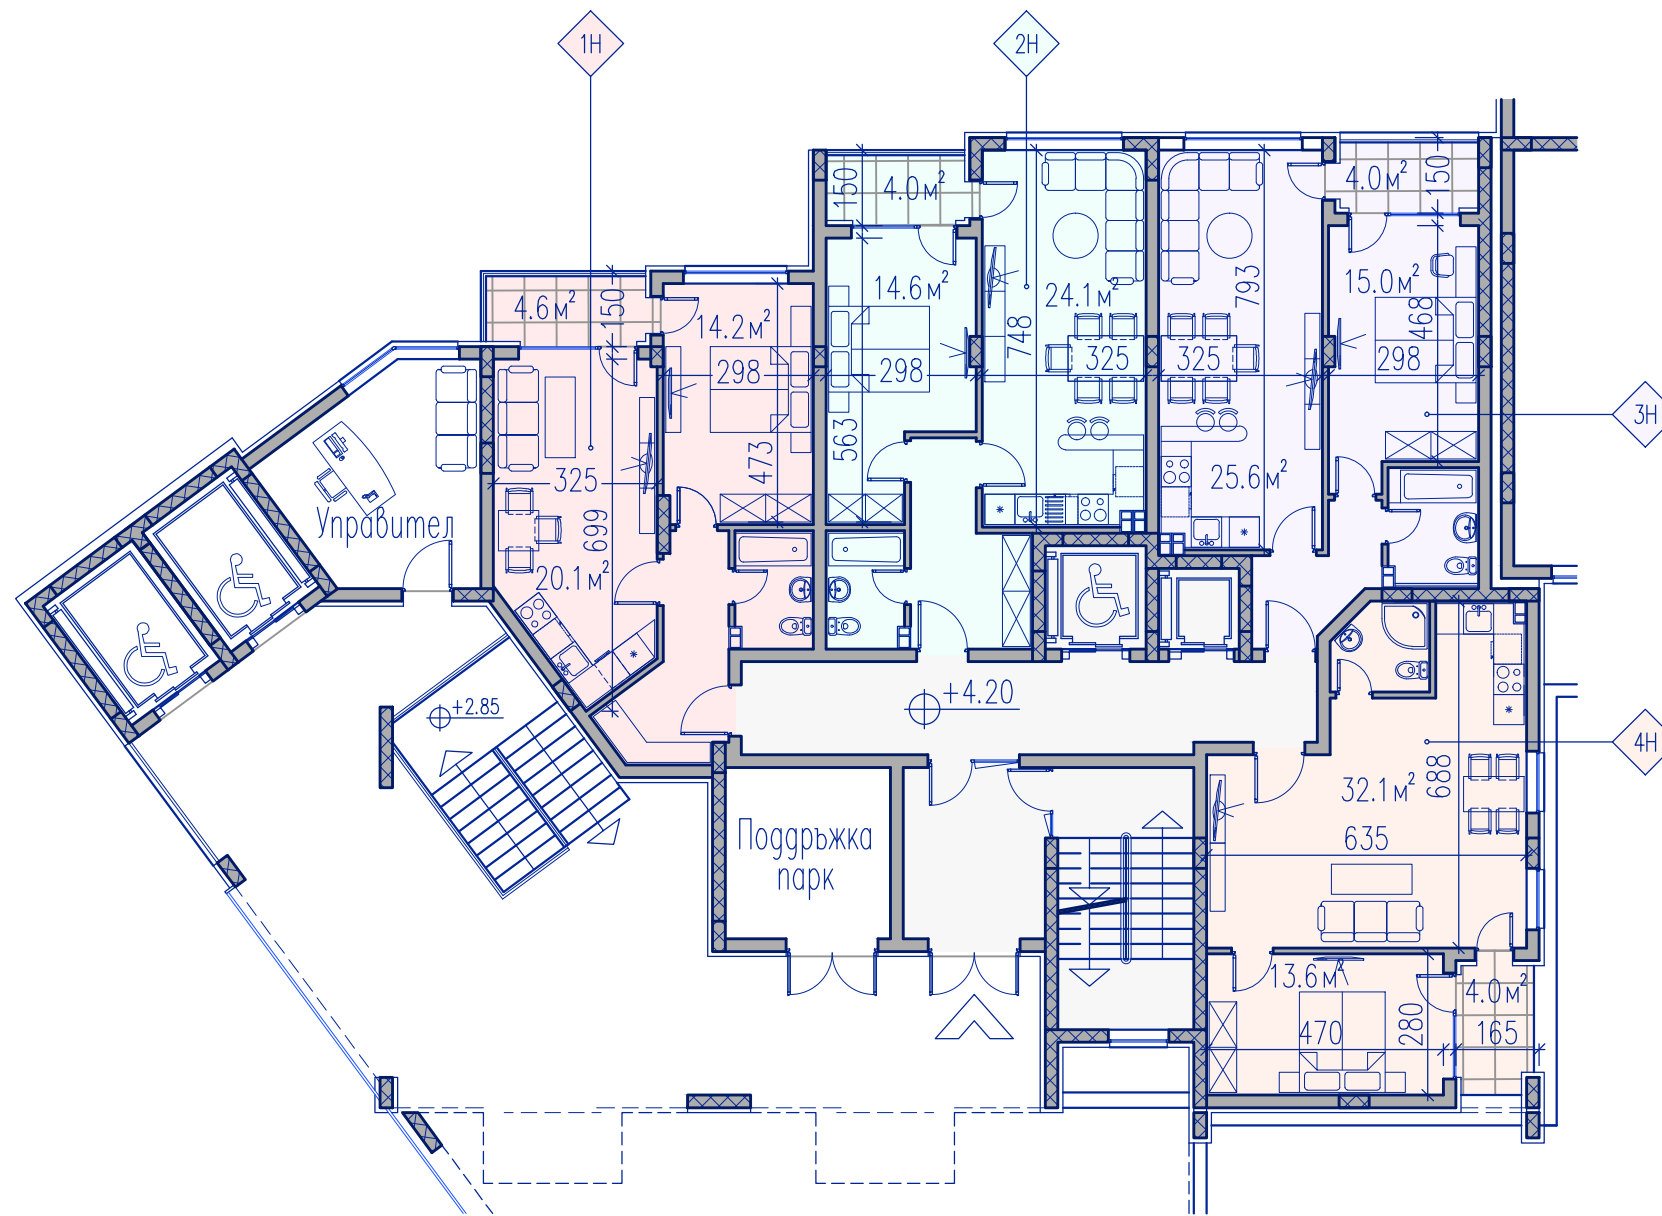 1Н
2Н
150
4.0м²
4.0м²
150
4.6м²
150
14.2м²
14.6м²
24.1м²
793
15.0м²
748
468
298
298
325
325
298
3Н
563
473
325
25.6м²
Управител
699
20.1м²
+2.85
+4.20
4Н
688
32.1м²
635
Поддръжка
парк
13.6м²
4.0м²
470
280
165